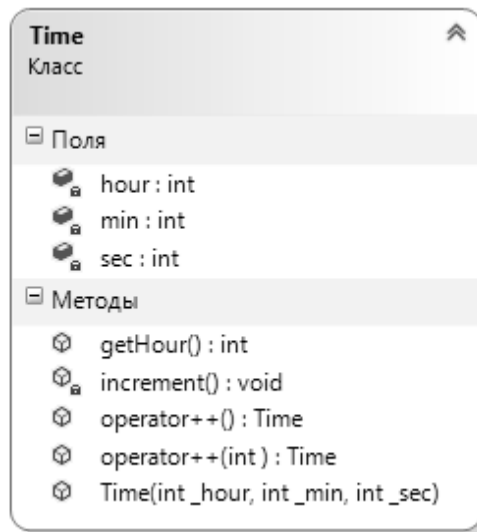 Time
Класс
Поля
hour : int
min : int
sec : int
Методы
getHour() : int
increment() : void
operator++() : Time
operator++(int ) : Time
Time(int _hour, int _min, int _sec)